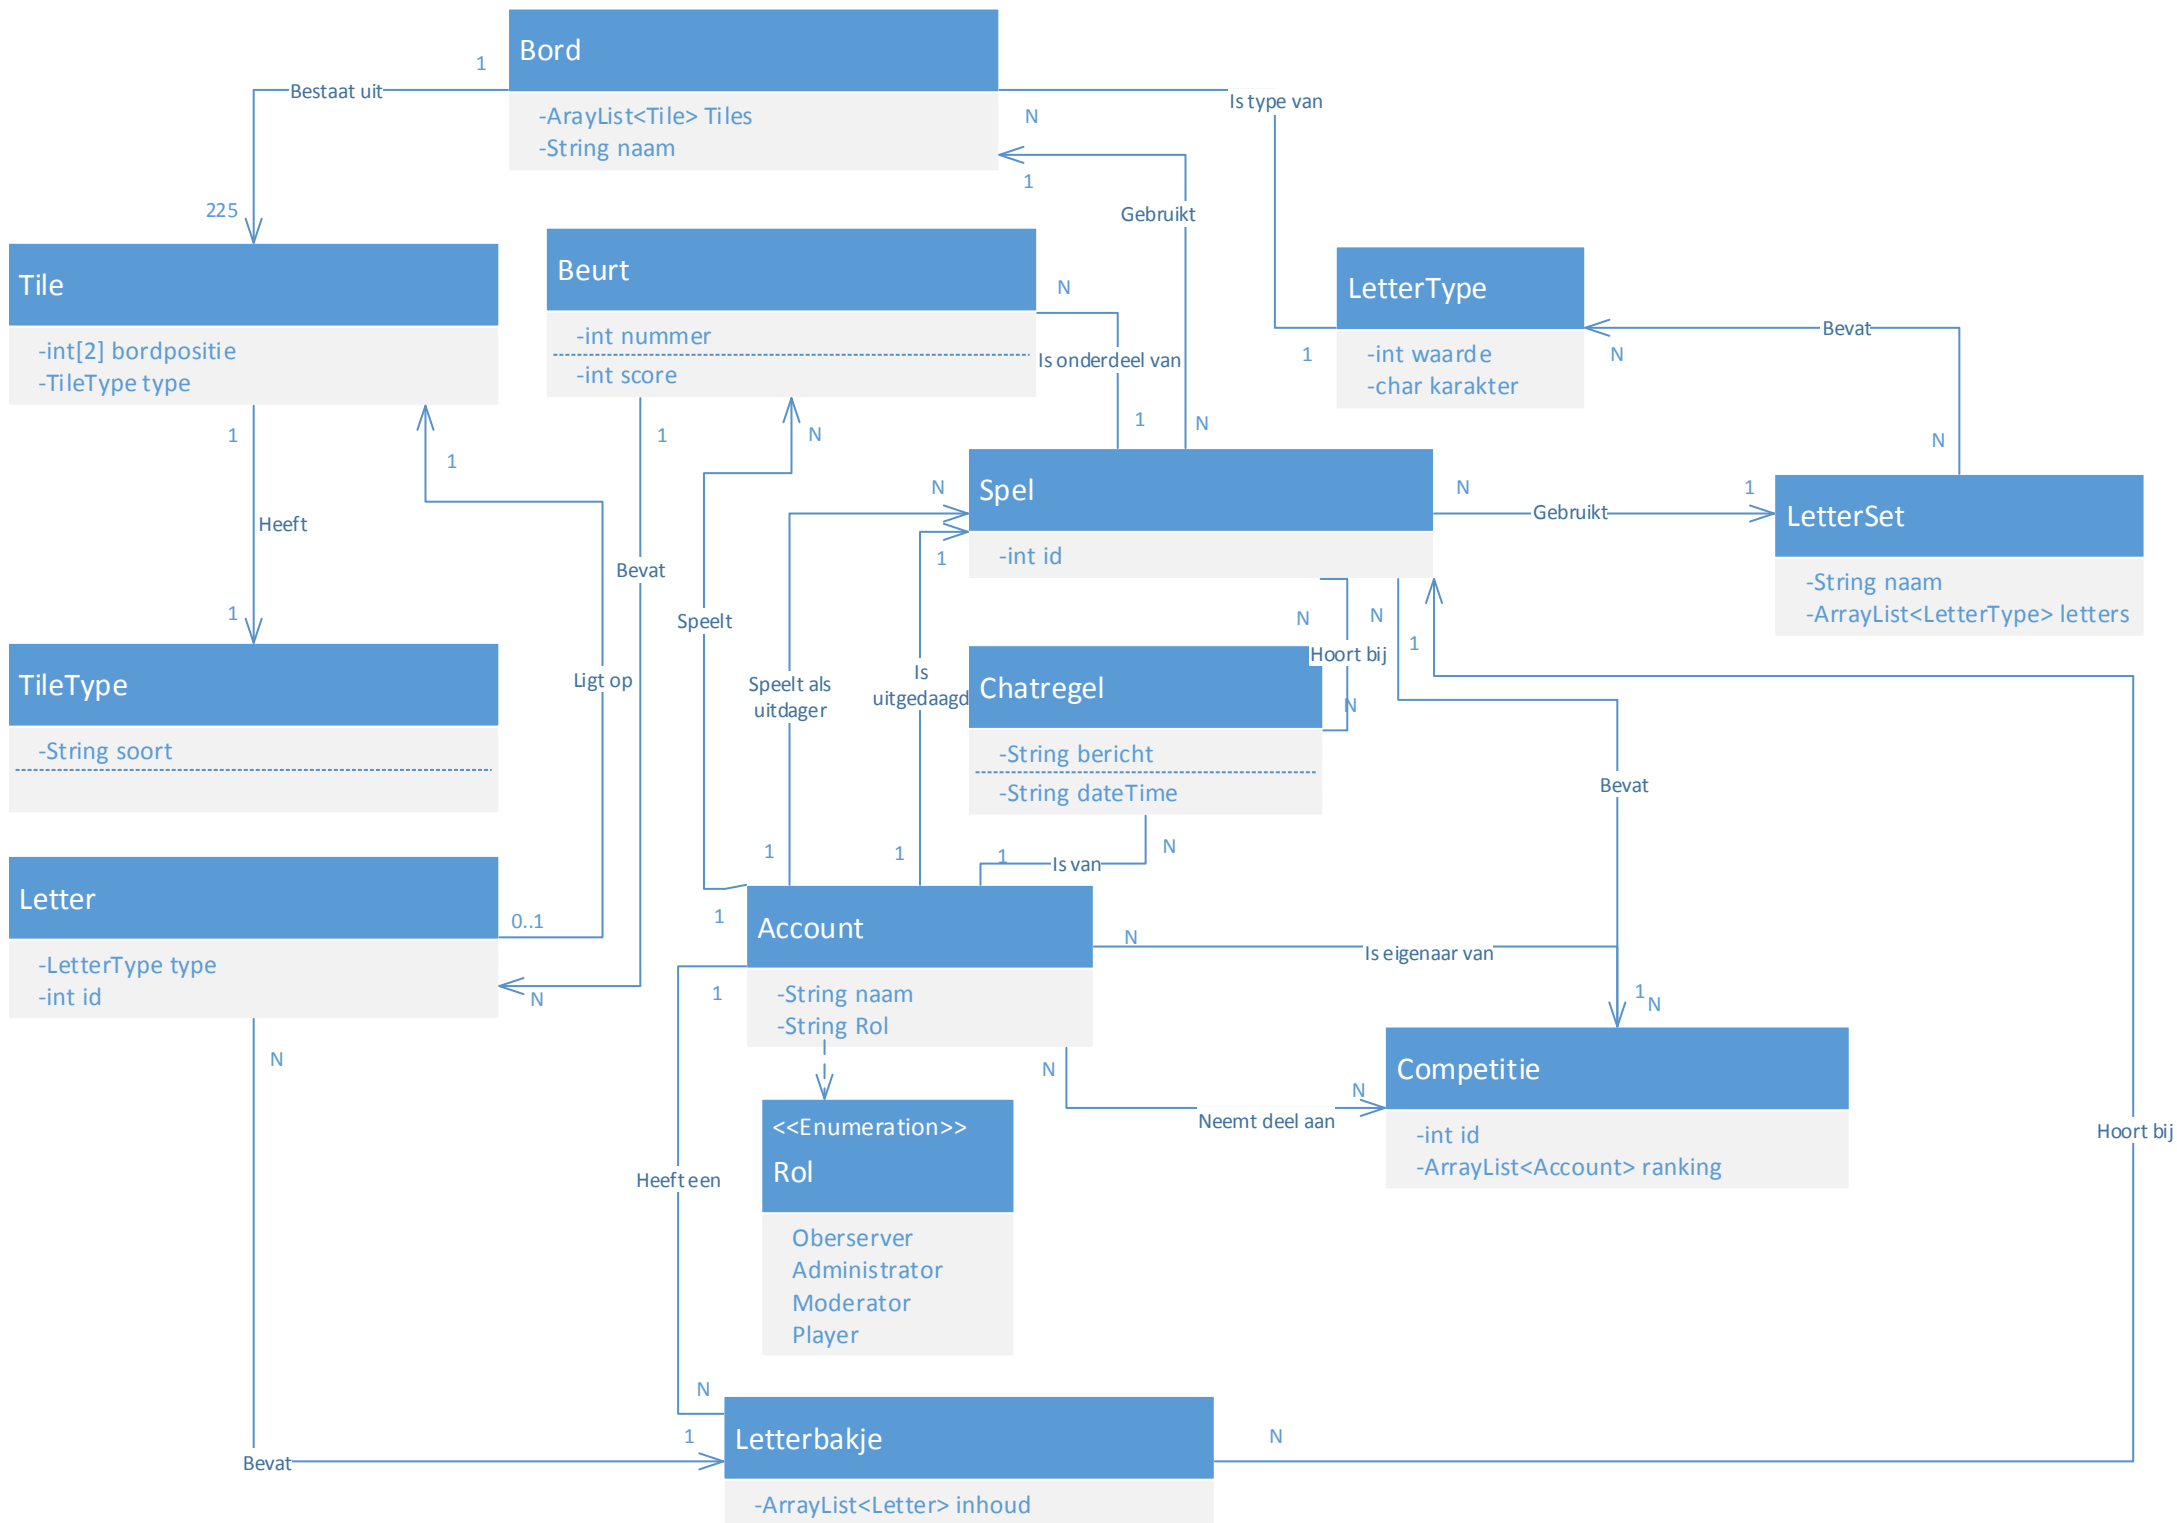 Bord
-ArayList<Tile> Tiles
-String naam
1
Bestaat uit
225
N
Is type van
1
Gebruikt
Tile
-int[2] bordpositie
-TileType type
Beurt
-int nummer
-int score
N
Is onderdeel van
1
N
LetterType
-int waarde
-char karakter
1
N
Bevat
N
1
1
1
N
Heeft
Bevat
Spel
-int id
N
N
1
Gebruikt
1
LetterSet
-String naam
-ArrayList<LetterType> letters
1
Speelt
Ligt op
Speelt als
uitdager
Is
uitgedaagd
N
N
1
Hoort bij
N
TileType
-String soort
Chatregel
-String bericht
-String dateTime
Bevat
1
1
1
Is van
N
Letter
-LetterType type
-int id
0..1
N
1
Account
-String naam
-String Rol
1
N
Is eigenaar van
1
N
N
N
Neemt deel aan
N
Competitie
-int id
-ArrayList<Account> ranking
Hoort bij
<<Enumeration>>
Rol
Oberserver
Administrator
Moderator
Player
Heeft een
N
1
Bevat
Letterbakje
-ArrayList<Letter> inhoud
N